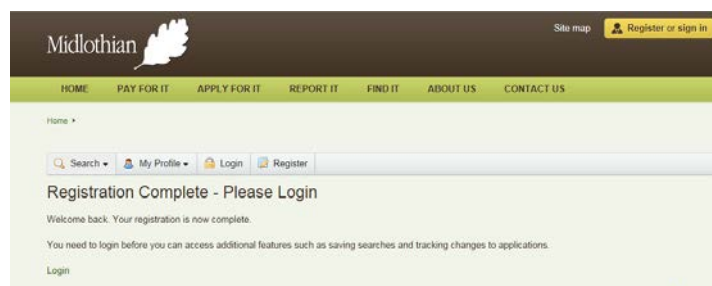 Midlothian
Site map Register or sign in
HOME PAY FOR IT APPLY FOR IT REPORT IT FIND IT ABOUT US CONTACT US
Home
Search My Profile Login Register
Registration Complete - Please Login
Welcome back. Your registration is now complete.
You need to login before you can access additional features such as saving searches and tracking changes to applications.
Login